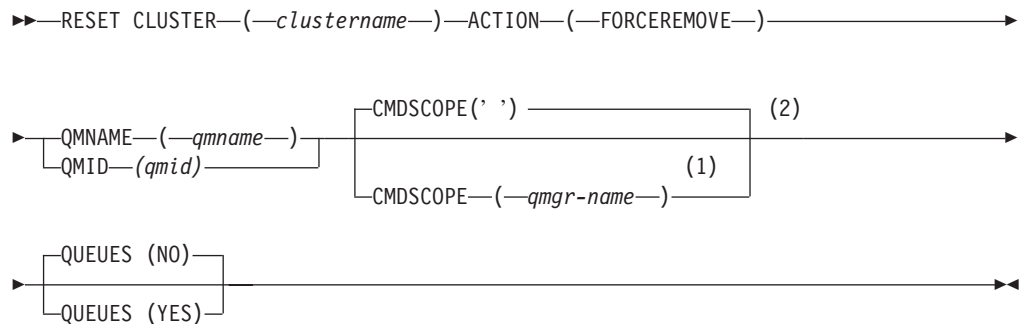 RESET CLUSTER ( clustername ) ACTION ( FORCEREMOVE )
CMDSCOPE(' ') (2)
QMNAME ( qmname )
QMID (qmid) (1)
CMDSCOPE ( qmgr-name )
QUEUES (NO)
QUEUES (YES)